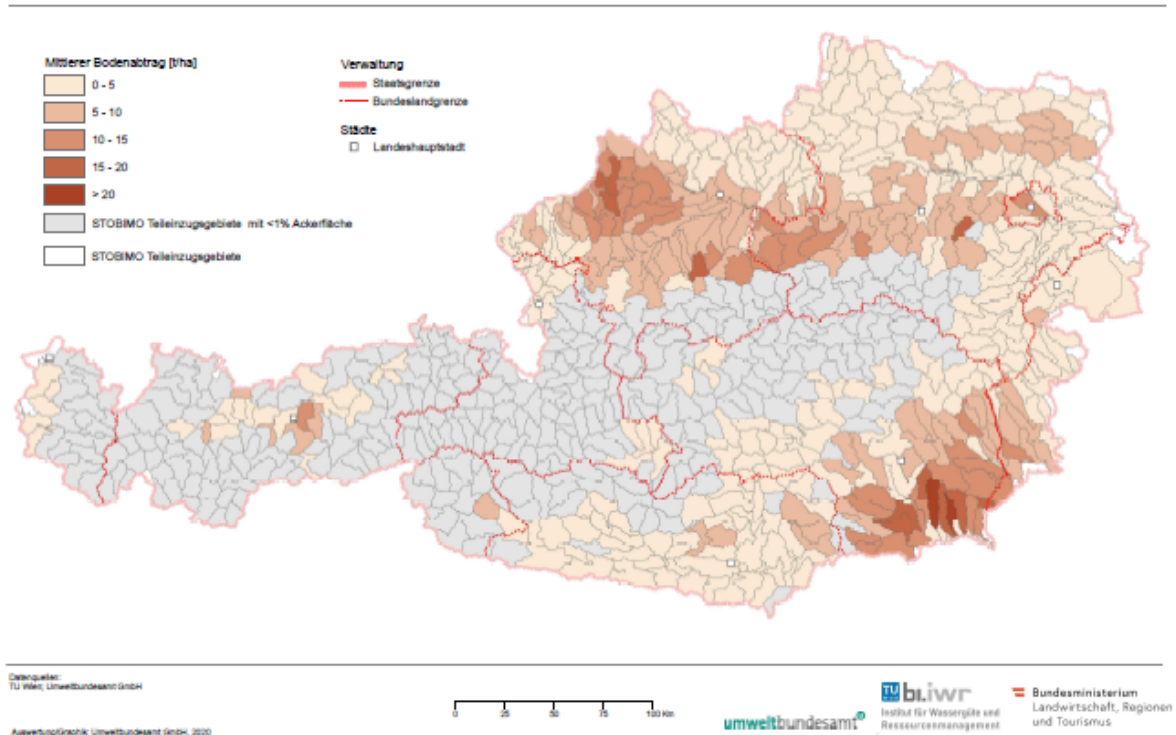 Mittlerer Bodenabtrag [t/ha]
0 - 5
5 - 10
10 - 15
15 - 20
> 20
STOBIMO Teileinzugsgebiete mit <1% Ackerfläche
STOBIMO Teileinzugsgebiete
Verwaltung
Staatsgrenze
Bundeslandgrenze
Städte
Landeshauptstadt
Datenquellen:
TU Wien; Umweltbundesamt GmbH
Auswertung/Graphik: Umweltbundesamt GmbH, 2020
0 25 50 75 100 Km
umweltbundesamt
TU
bi.iwr
Institut für Wassergüte und
Ressourcenmanagement
Bundesministerium
Landwirtschaft, Regionen
und Tourismus